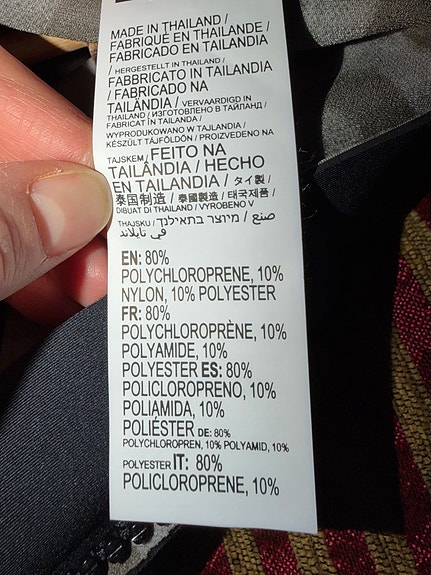 MADE IN THAILAND /
FABRIQUÉ EN THAILANDE /
FABRICADO EN TAILANDIA
/ HERGESTELLT IN THAILAND /
FABBRICATO IN TAILANDIA
/ FABRICADO NA
TAILÂNDIA / VERVAARDIGD IN
THAILAND / ИЗГОТОВЛЕНО В ТАЙЛАНД /
FABRICAT ÎN TAILANDA /
WYPRODUKOWANO W TAJLANDIA /
KÉSZÜLT TÁJFÖLDÖN / PROIZVEDENO NA
TAJSKEM / FEITO NA
TAILÂNDIA / HECHO
EN TAILANDIA / タイ製 /
泰国制造 / 泰國製造 / 태국제품 /
DIBUAT DI THAILAND / VYROBENO V
THAJSKU / מיוצר בתאילנד / صنع
في تايلاند
EN: 80%
POLYCHLOROPRENE, 10%
NYLON, 10% POLYESTER
FR: 80%
POLYCHLOROPRÈNE, 10%
POLYAMIDE, 10%
POLYESTER ES: 80%
POLICLOROPRENO, 10%
POLIAMIDA, 10%
POLIÉSTER DE: 80%
POLYCHLOROPREN, 10% POLYAMID, 10%
POLYESTER IT: 80%
POLICLOROPRENE, 10%